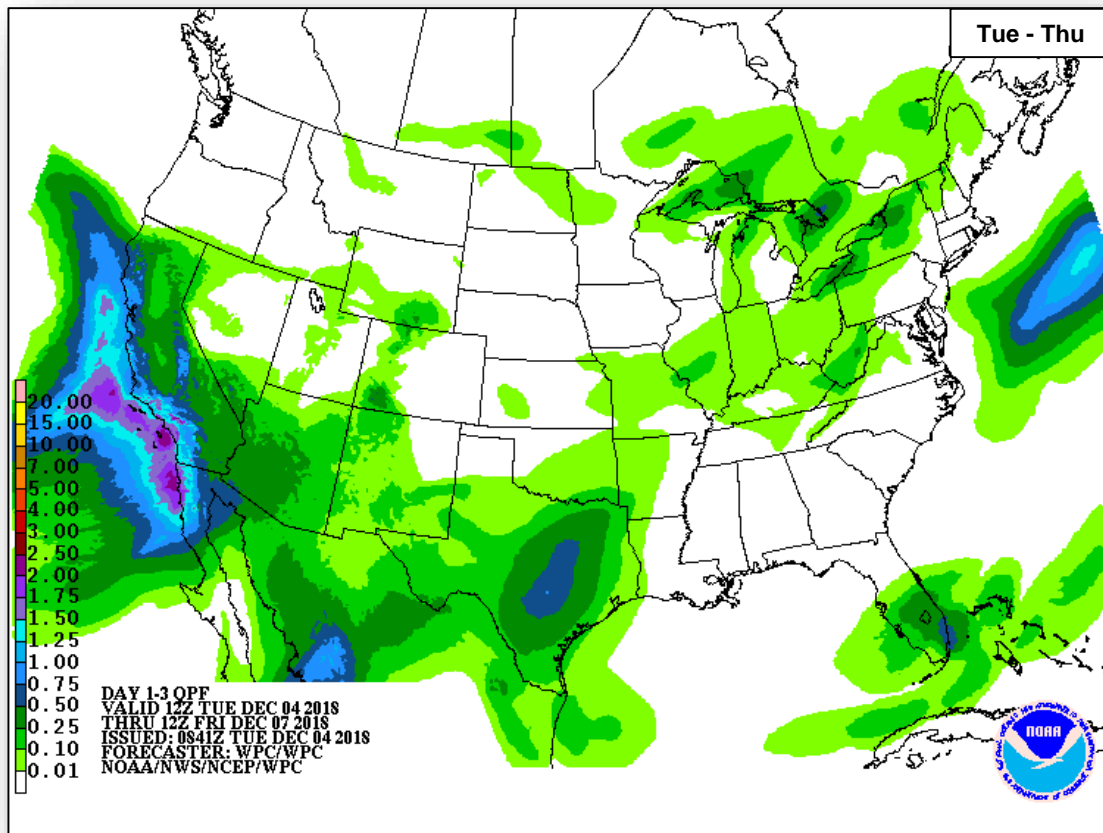 Tue - Thu
20.00
15.00
10.00
7.00
5.00
4.00
3.00
2.50
2.00
1.75
1.50
1.25
1.00
0.75
0.50
0.25
0.10
0.01
DAY 1-3 QPF
VALID 12Z TUE DEC 04 2018
THRU 12Z FRI DEC 07 2018
ISSUED: 0841Z TUE DEC 04 2018
FORECASTER: WPC/WPC
NOAA/NWS/NCEP/WPC
NOAA